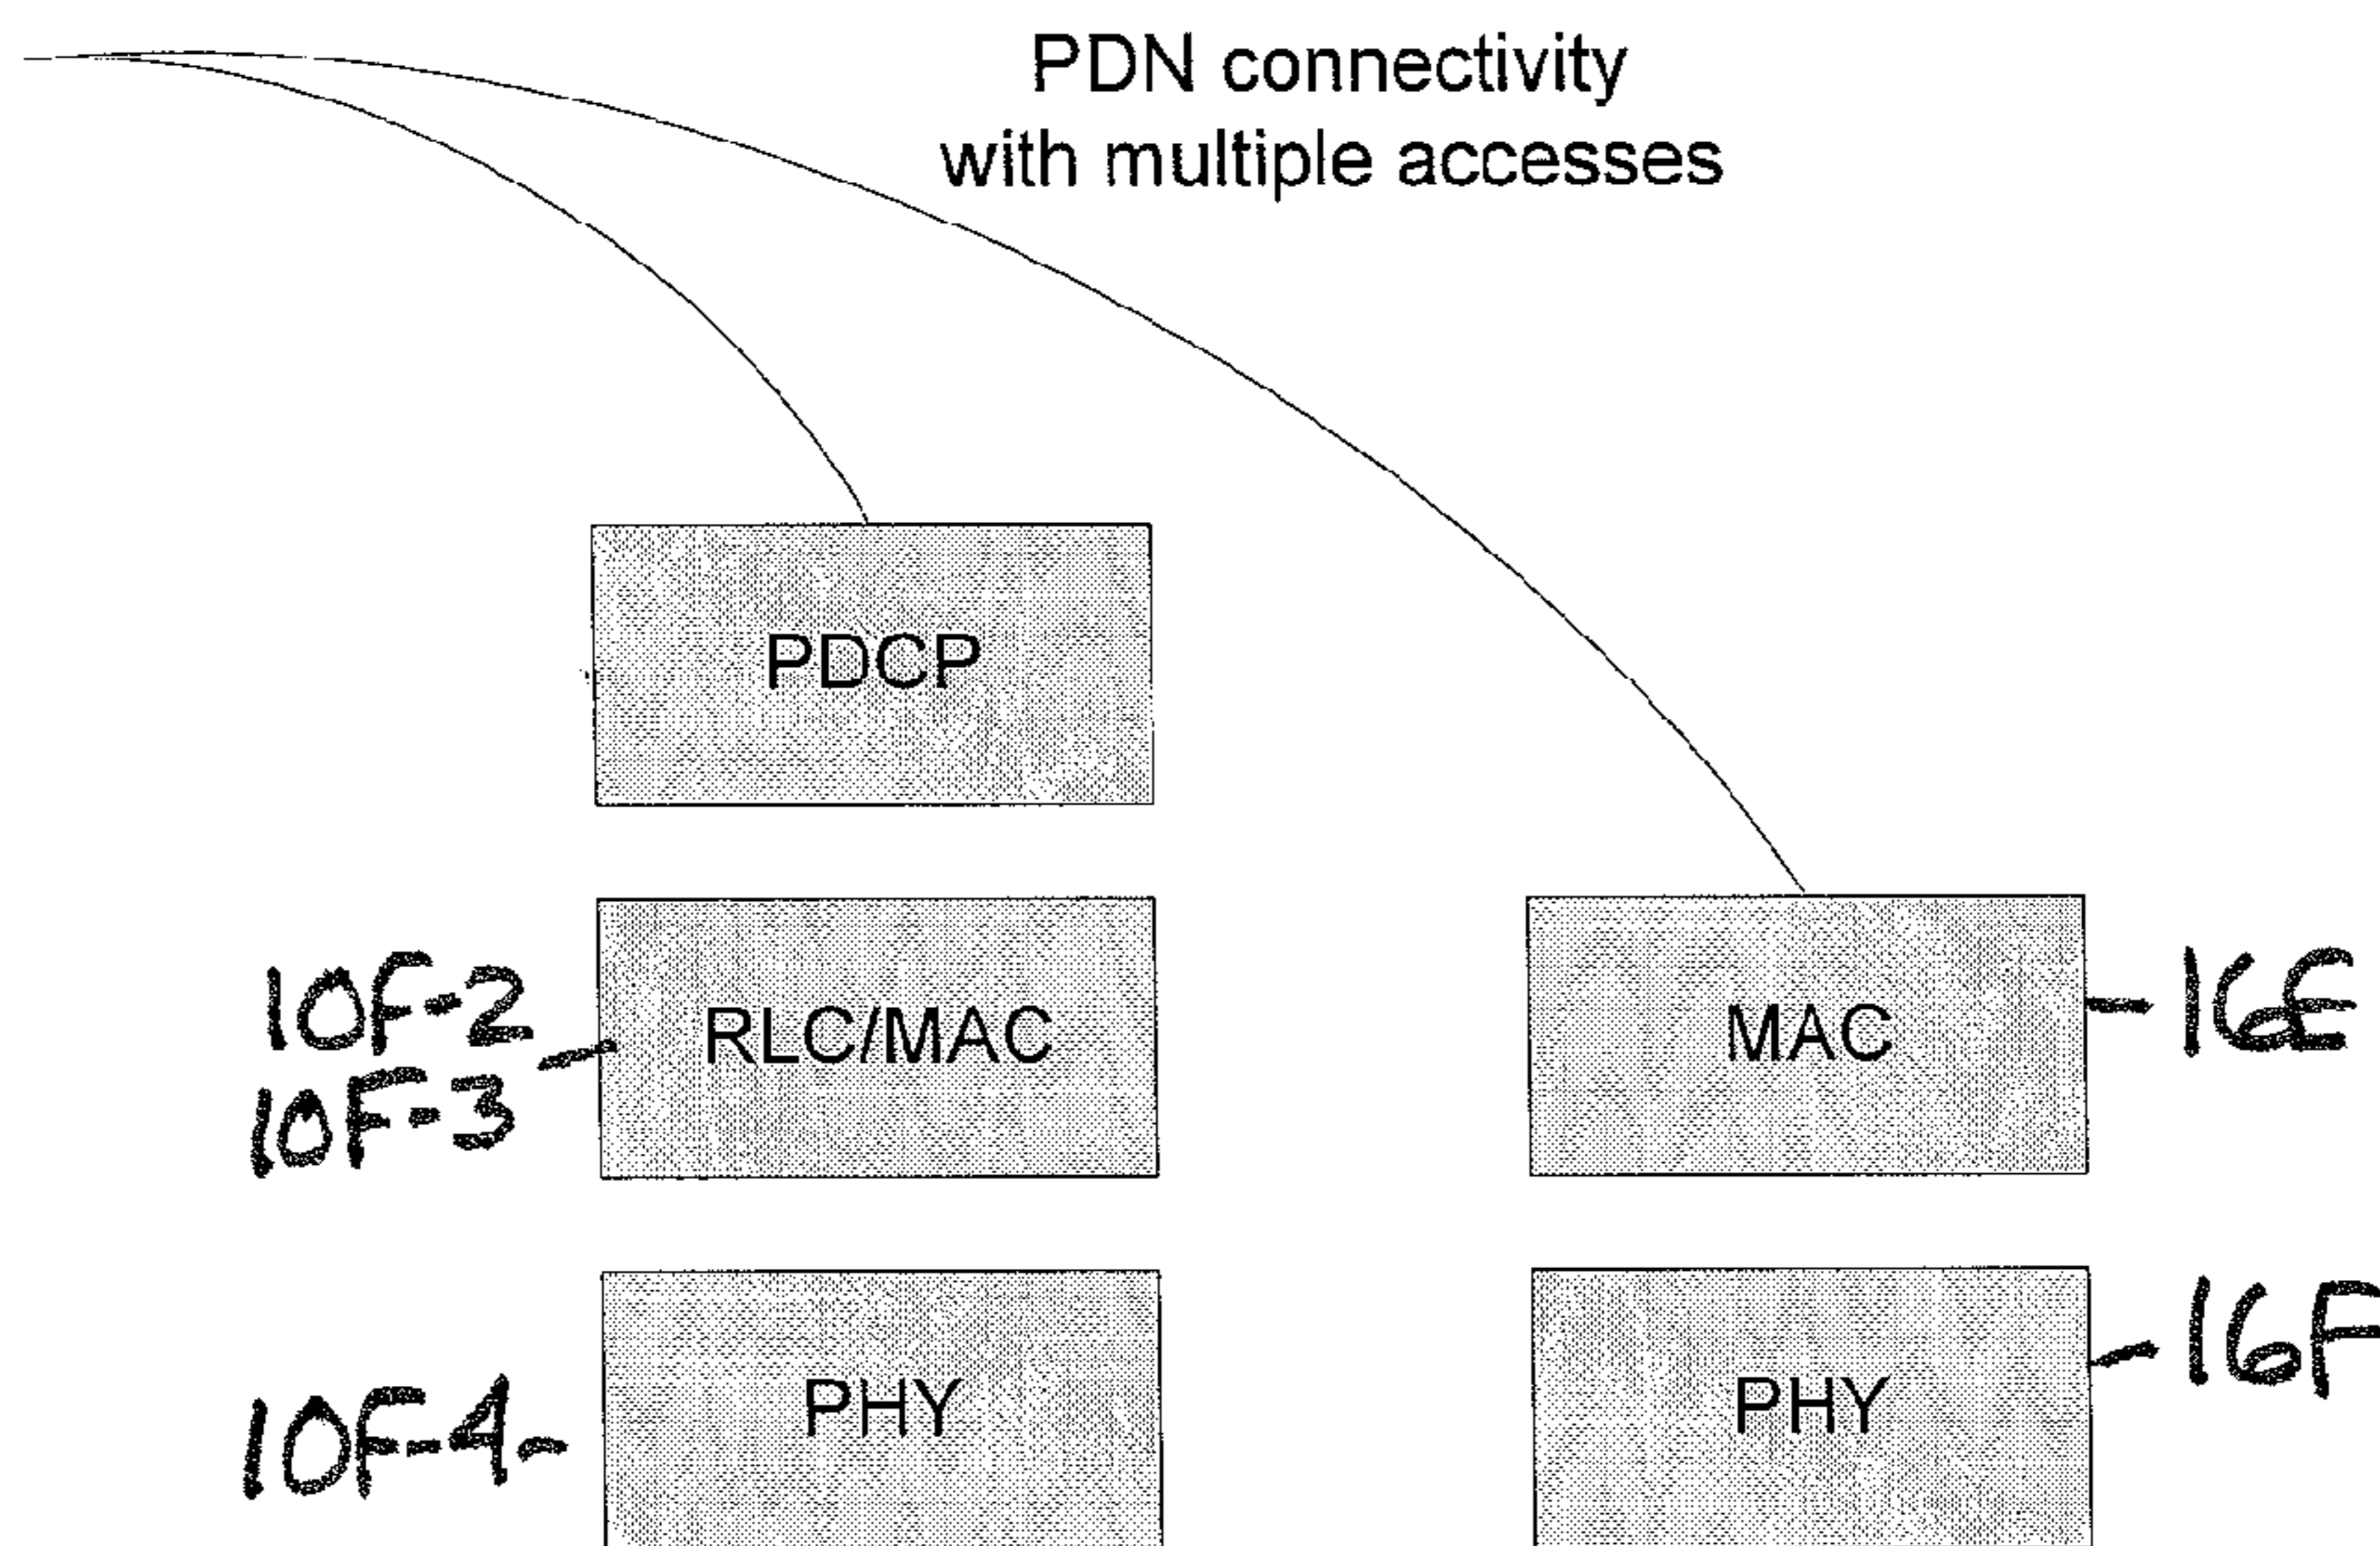 PDN connectivity
with multiple accesses
PDCP
10F-2
10F-3
RLC/MAC
MAC
16E
10F-4
PHY
PHY
16F